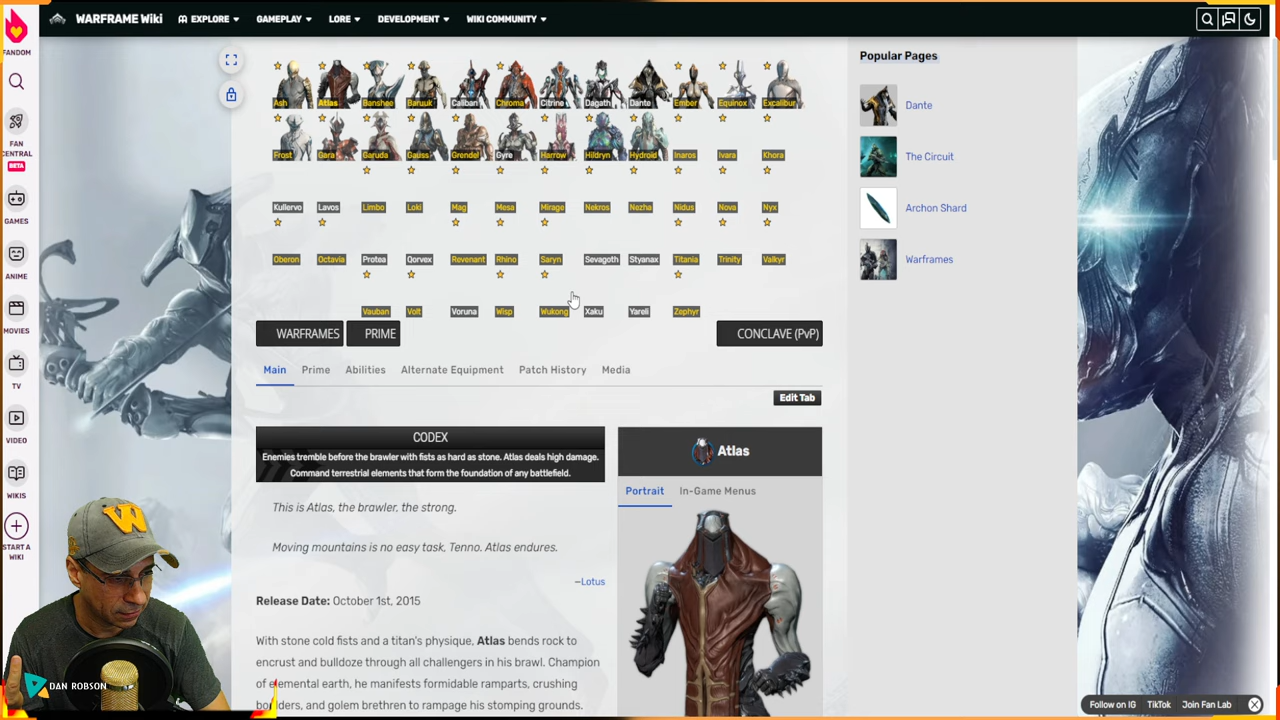 WARFRAME Wiki
EXPLORE
GAMEPLAY
LORE
DEVELOPMENT
WIKI COMMUNITY
FANDOM
FAN CENTRAL
BETA
GAMES
ANIME
MOVIES
TV
VIDEO
WIKIS
START A WIKI
Ash Atlas Banshee Baruuk Caliban Chroma Citrine Dagath Dante Ember Equinox Excalibur
Frost Gara Garuda Gauss Grendel Gyre Harrow Hildryn Hydroid Inaros Ivara Khora
Kullervo Lavos Limbo Loki Mag Mesa Mirage Nekros Nezha Nidus Nova Nyx
Oberon Octavia Protea Qorvex Revenant Rhino Saryn Sevagoth Styanax Titania Trinity Valkyr
Vauban Volt Voruna Wisp Wukong Xaku Yareli Zephyr
WARFRAMES PRIME CONCLAVE (PvP)
Main Prime Abilities Alternate Equipment Patch History Media
Edit Tab
CODEX
Enemies tremble before the brawler with fists as hard as stone. Atlas deals high damage.
Command terrestrial elements that form the foundation of any battlefield.
This is Atlas, the brawler, the strong.
Moving mountains is no easy task, Tenno. Atlas endures.
–Lotus
Release Date: October 1st, 2015
With stone cold fists and a titan's physique, Atlas bends rock to
encrust and bulldoze through all challengers in his brawl. Champion
of elemental earth, he manifests formidable ramparts, crushing
boulders, and golem brethren to rampage his stomping grounds.
Atlas
Portrait In-Game Menus
Popular Pages
Dante
The Circuit
Archon Shard
Warframes
W
DAN ROBSON
Follow on IG TikTok Join Fan Lab